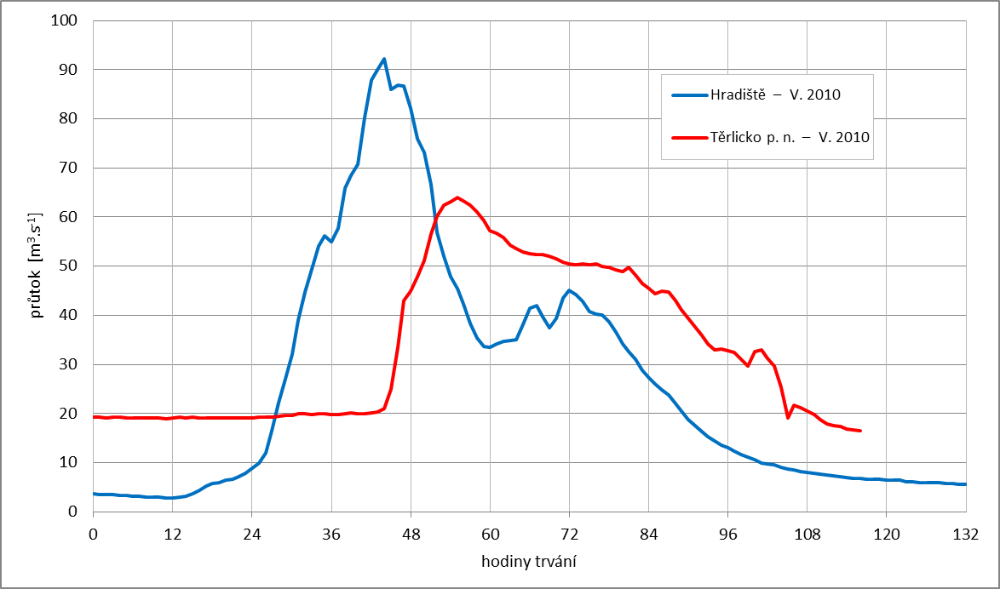 100
90
80
70
60
50
40
30
20
10
0
průtok [m³.s⁻¹]
Hradiště – V. 2010
Těrlicko p. n. – V. 2010
0 12 24 36 48 60 72 84 96 108 120 132
hodiny trvání